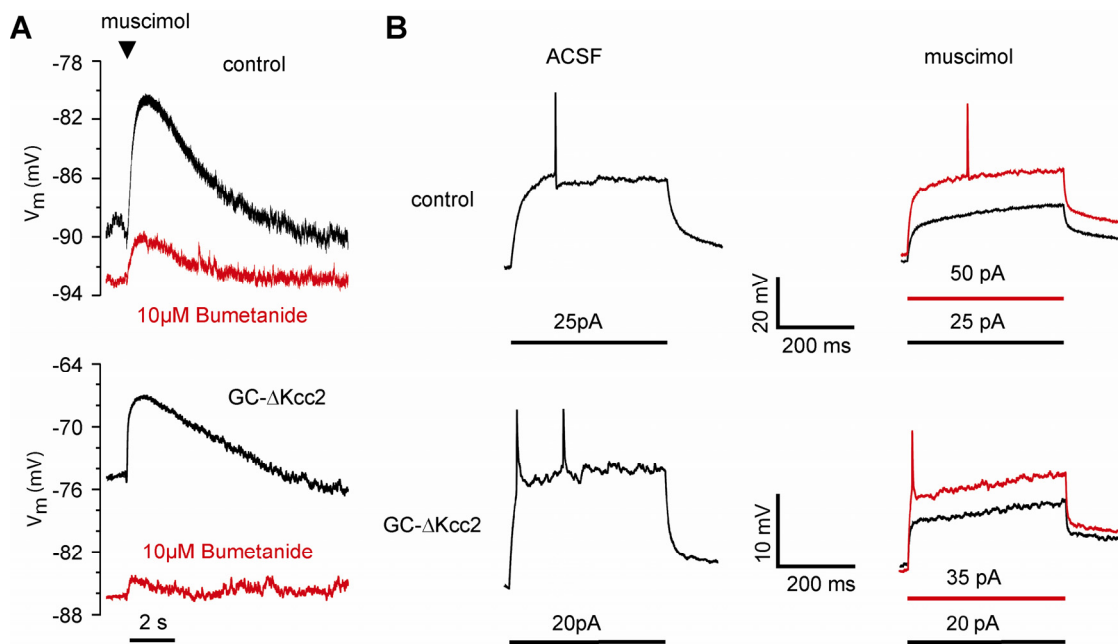 A
muscimol
control
-78
-82
-86
-90
-94
Vm (mV)
10µM Bumetanide
-64
-70
-76
-82
-88
Vm (mV)
GC-ΔKcc2
10µM Bumetanide
2 s
B
ACSF
muscimol
control
25pA
20 mV
200 ms
50 pA
25 pA
GC-ΔKcc2
20pA
10 mV
200 ms
35 pA
20 pA